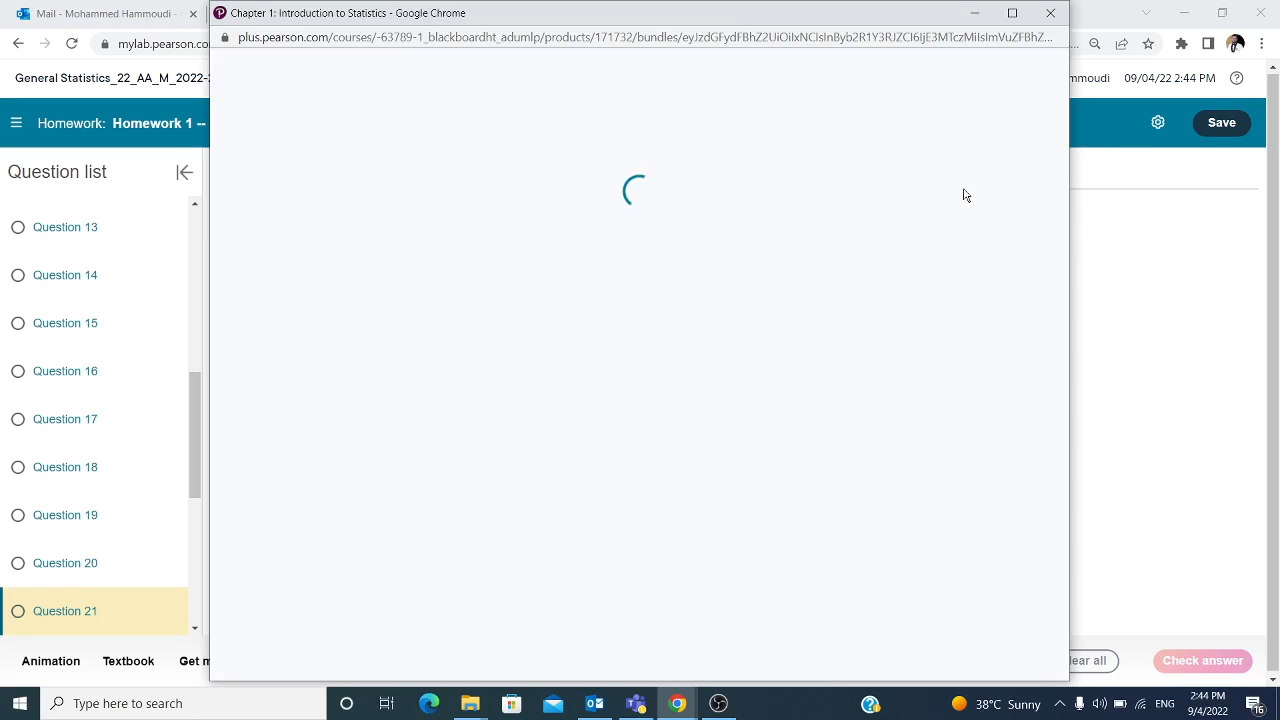 Mail - Mohammed Hammoudi -
Chapter 1: Introduction to Statistics - Google Chrome
mylab.pearson.co
plus.pearson.com/courses/-63789-1_blackboardht_adumlp/products/171732/bundles/
General Statistics_22_AA_M_2022-
mmoudi 09/04/22 2:44 PM
Homework: Homework 1 --
Save
Question list
Question 13
Question 14
Question 15
Question 16
Question 17
Question 18
Question 19
Question 20
Question 21
Animation Textbook Get m
lear all
Check answer
Type here to search
38°C Sunny
ENG
2:44 PM
9/4/2022
16